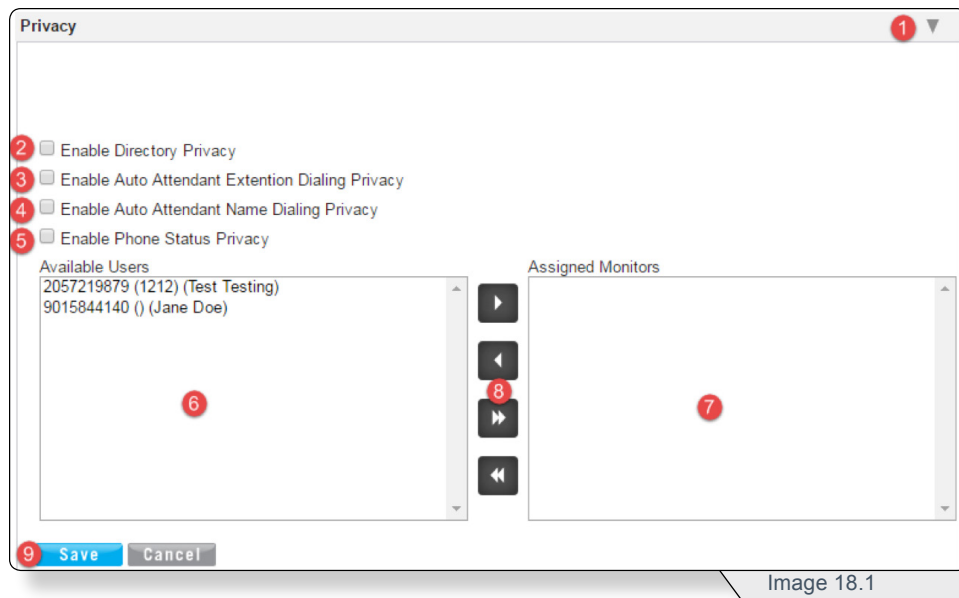 Privacy 1
2 Enable Directory Privacy
3 Enable Auto Attendant Extention Dialing Privacy
4 Enable Auto Attendant Name Dialing Privacy
5 Enable Phone Status Privacy
Available Users
2057219879 (1212) (Test Testing)
9015844140 () (Jane Doe)
6
8
Assigned Monitors
7
9 Save Cancel
Image 18.1